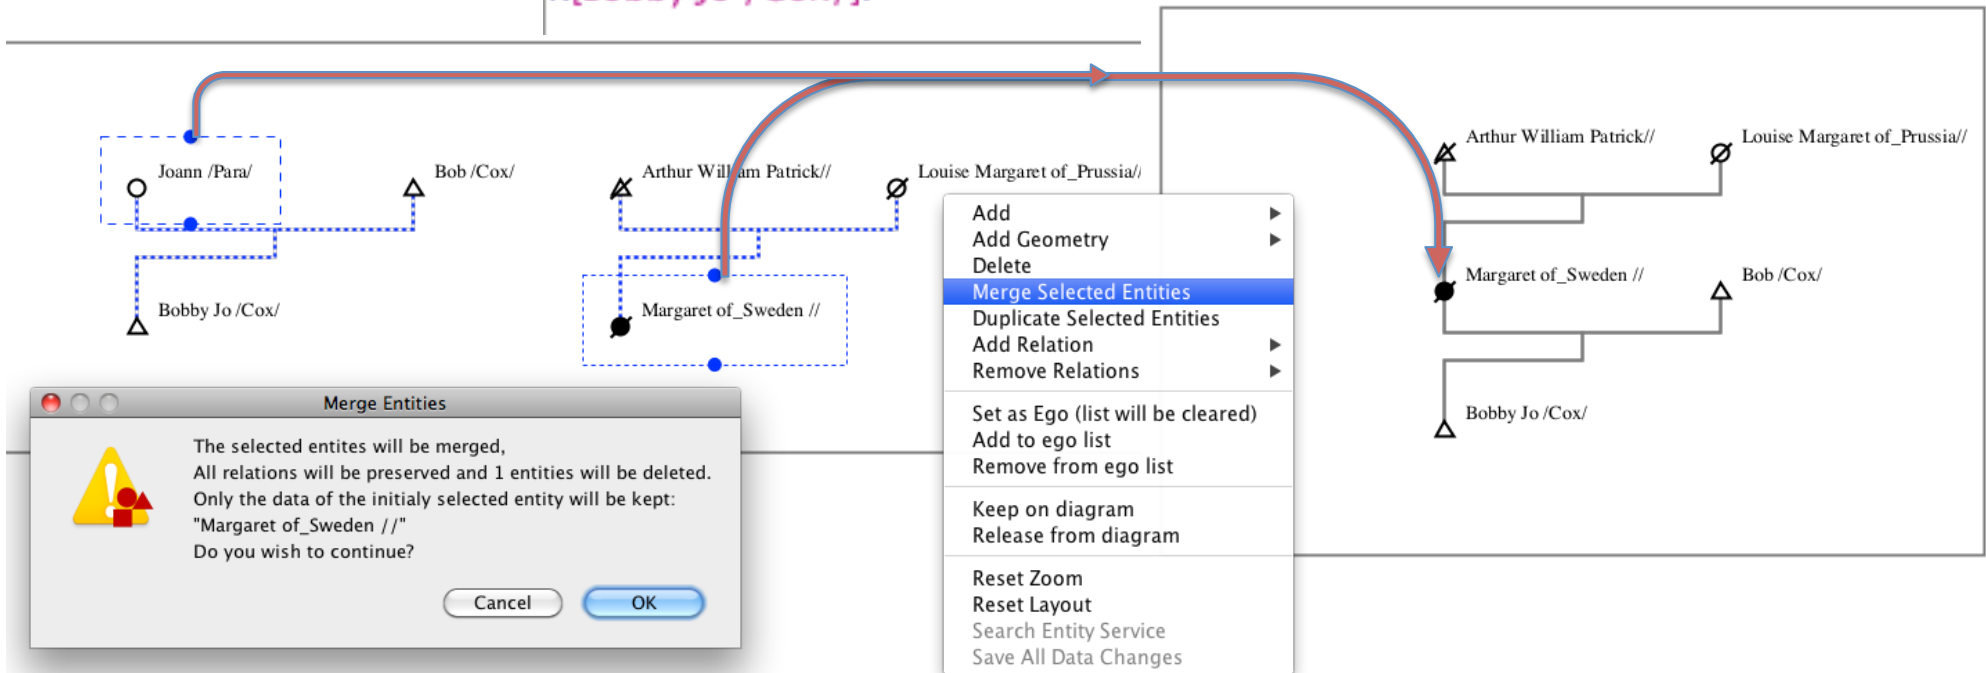 Joann /Para/
Bob /Cox/
Bobby Jo /Cox/
Arthur William Patrick//
Louise Margaret of_Prussia//
Margaret of_Sweden //
Merge Entities
The selected entites will be merged,
All relations will be preserved and 1 entities will be deleted.
Only the data of the initialy selected entity will be kept:
"Margaret of_Sweden //"
Do you wish to continue?
Cancel
OK
Add
Add Geometry
Delete
Merge Selected Entities
Duplicate Selected Entities
Add Relation
Remove Relations
Set as Ego (list will be cleared)
Add to ego list
Remove from ego list
Keep on diagram
Release from diagram
Reset Zoom
Reset Layout
Search Entity Service
Save All Data Changes
Arthur William Patrick//
Louise Margaret of_Prussia//
Margaret of_Sweden //
Bob /Cox/
Bobby Jo /Cox/